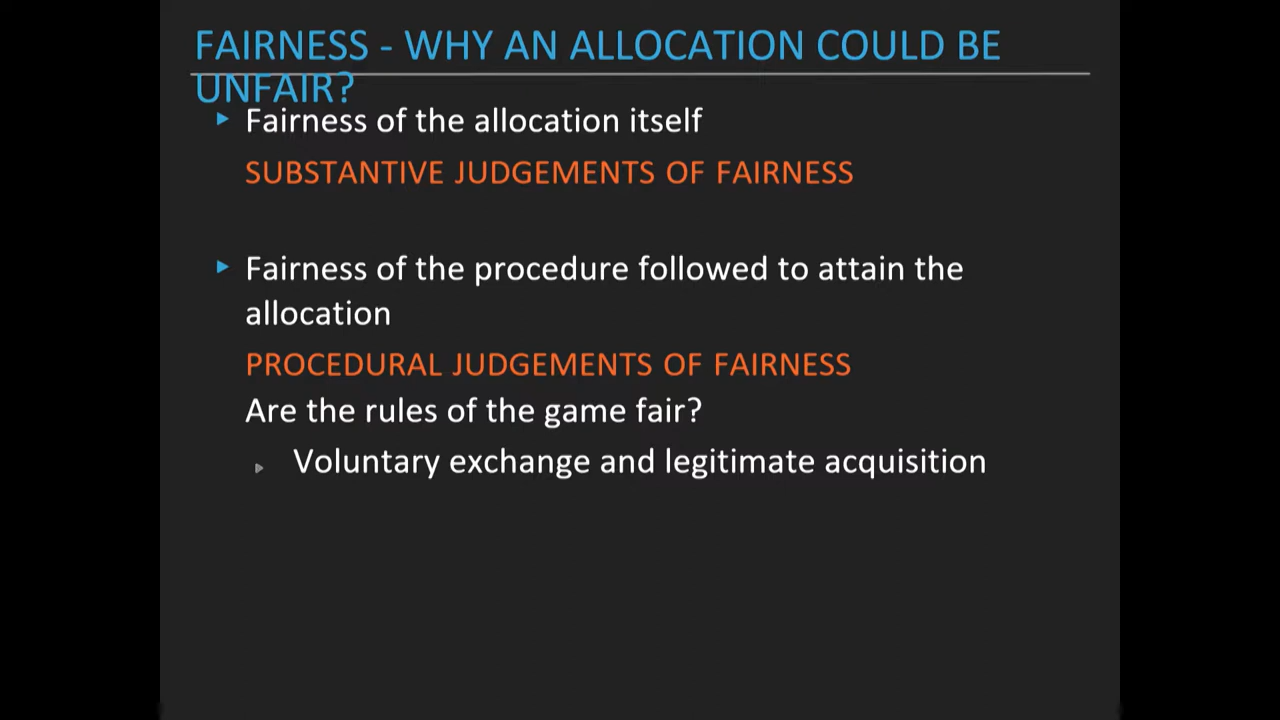 FAIRNESS - WHY AN ALLOCATION COULD BE
UNFAIR?
Fairness of the allocation itself
SUBSTANTIVE JUDGEMENTS OF FAIRNESS
Fairness of the procedure followed to attain the
allocation
PROCEDURAL JUDGEMENTS OF FAIRNESS
Are the rules of the game fair?
Voluntary exchange and legitimate acquisition